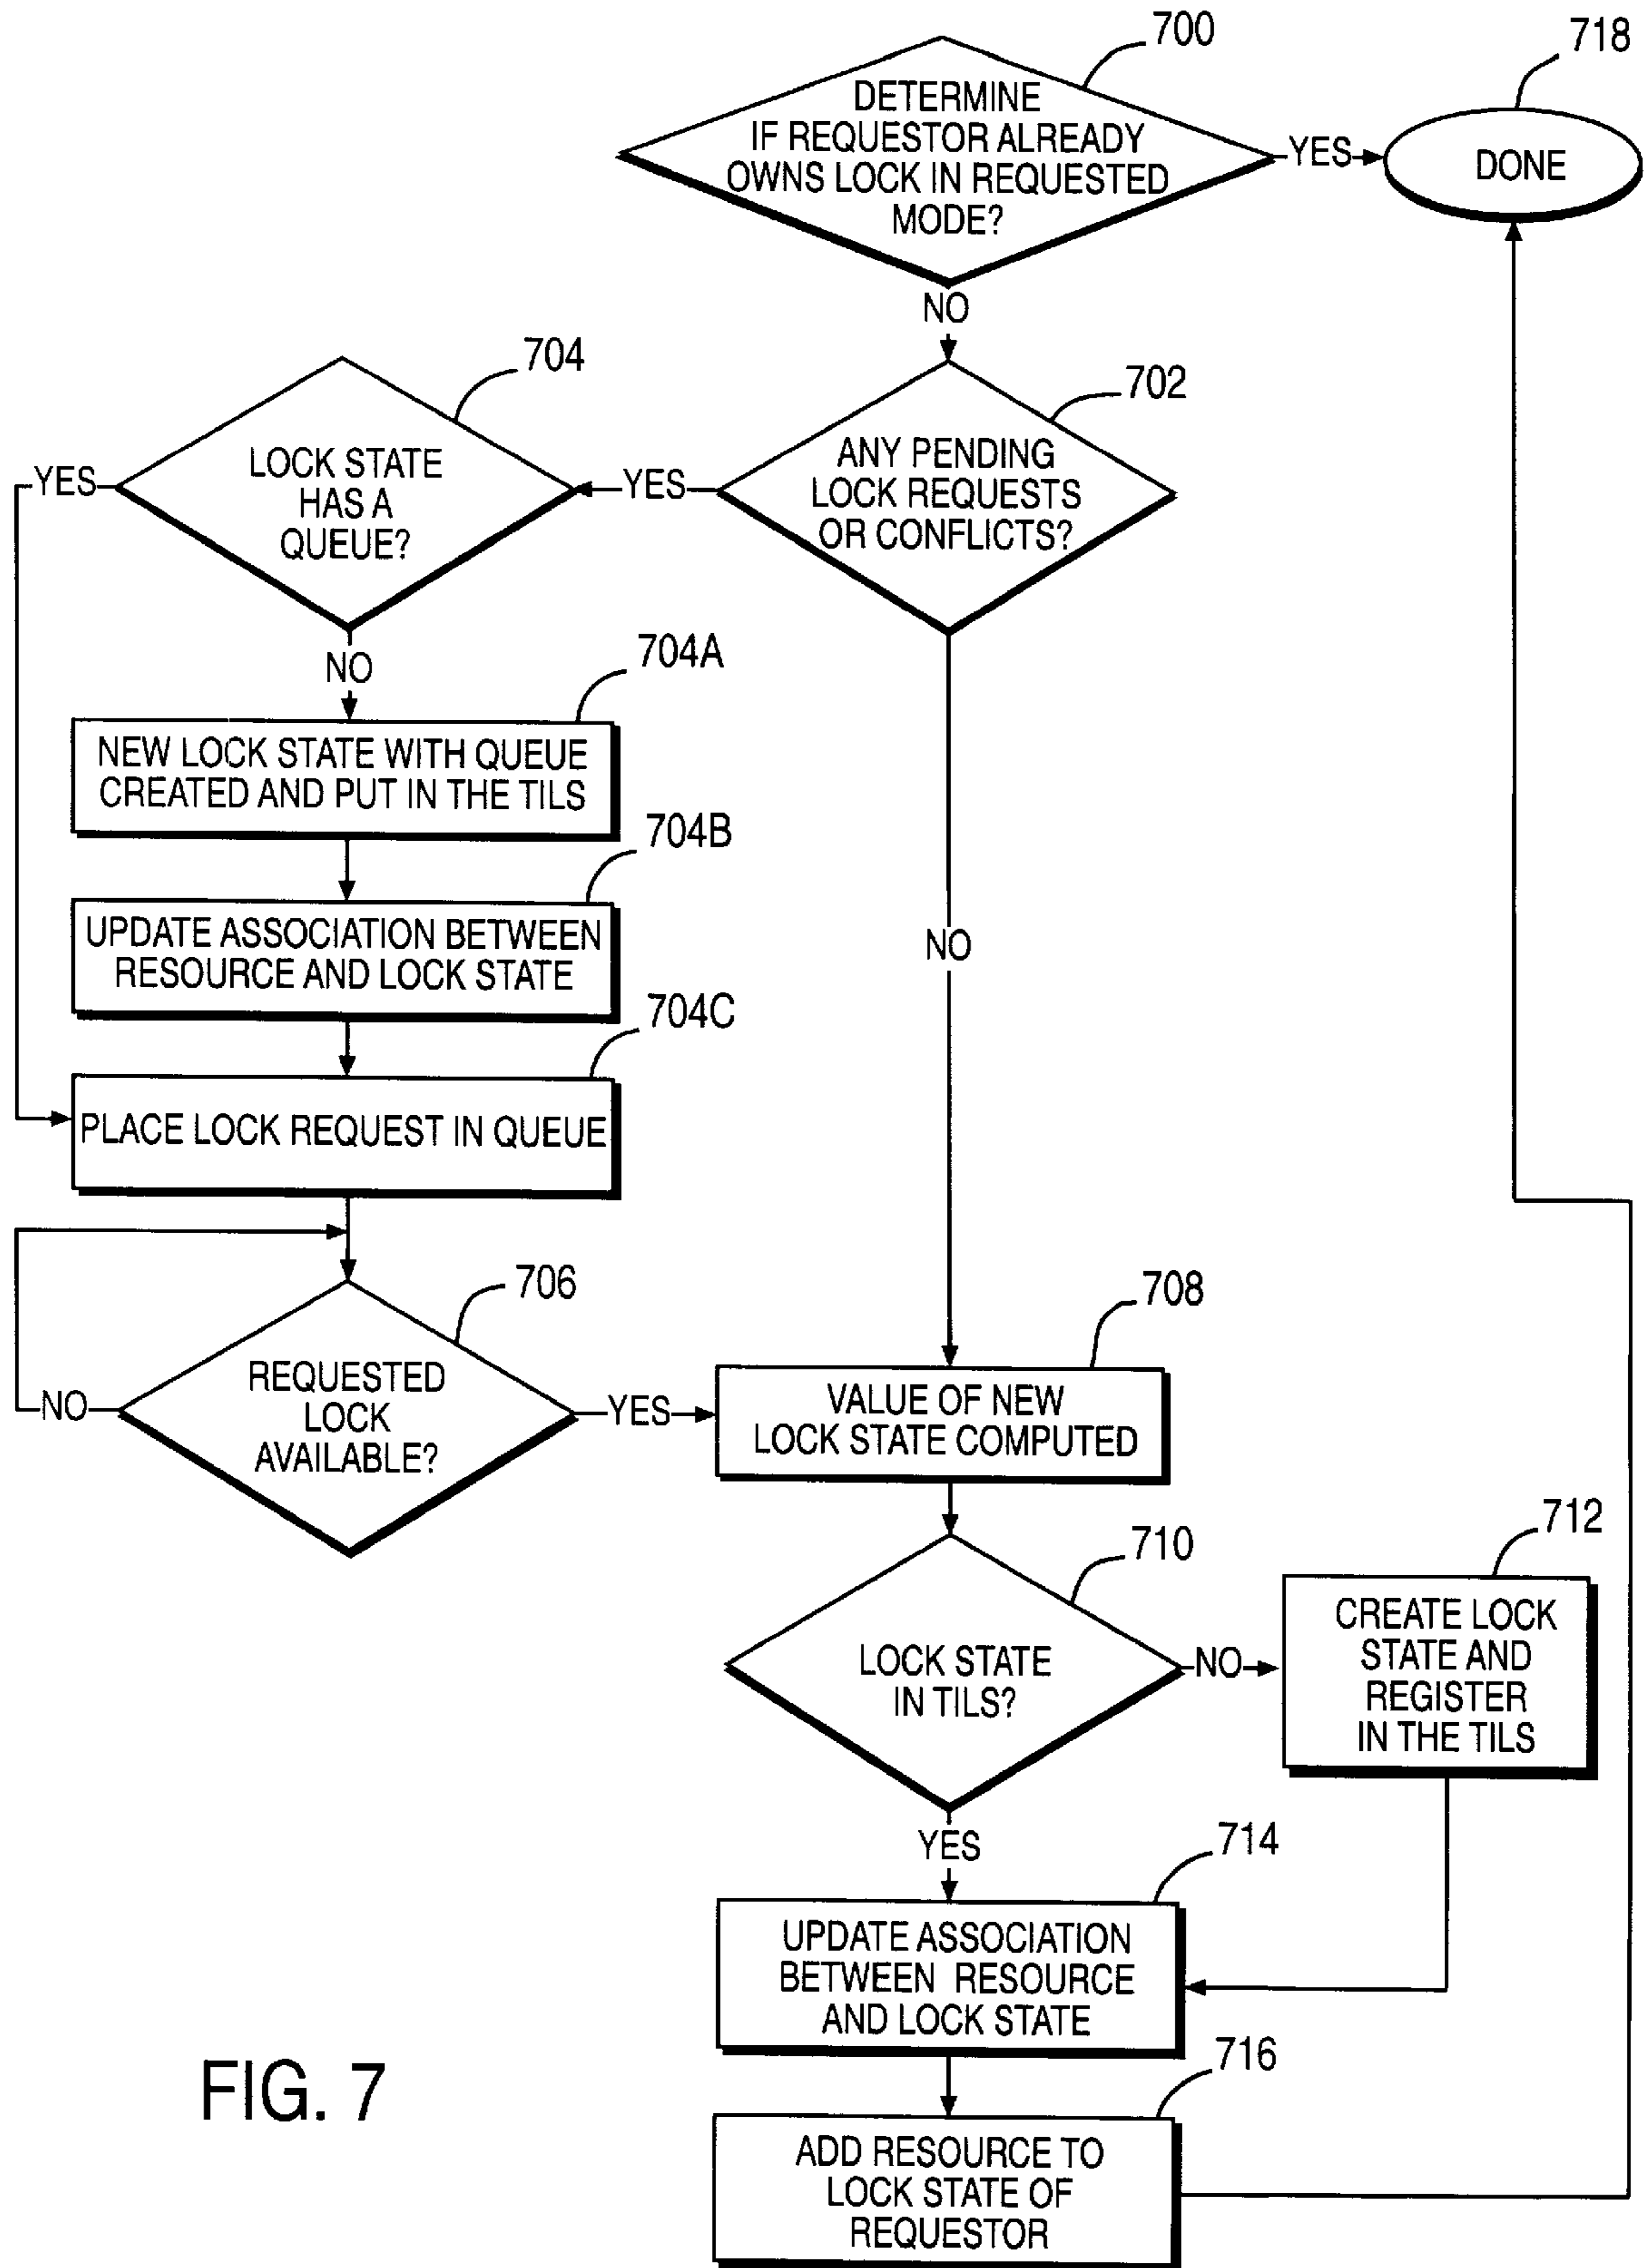 700
718
DETERMINE
IF REQUESTOR ALREADY
OWNS LOCK IN REQUESTED
MODE?
YES
DONE
NO
704
702
LOCK STATE
HAS A
QUEUE?
YES
YES
ANY PENDING
LOCK REQUESTS
OR CONFLICTS?
NO
704A
NEW LOCK STATE WITH QUEUE
CREATED AND PUT IN THE TILS
704B
UPDATE ASSOCIATION BETWEEN
RESOURCE AND LOCK STATE
NO
704C
PLACE LOCK REQUEST IN QUEUE
706
REQUESTED
LOCK
AVAILABLE?
NO
YES
708
VALUE OF NEW
LOCK STATE COMPUTED
710
LOCK STATE
IN TILS?
NO
712
CREATE LOCK
STATE AND
REGISTER
IN THE TILS
YES
714
UPDATE ASSOCIATION
BETWEEN RESOURCE
AND LOCK STATE
716
ADD RESOURCE TO
LOCK STATE OF
REQUESTOR
FIG. 7